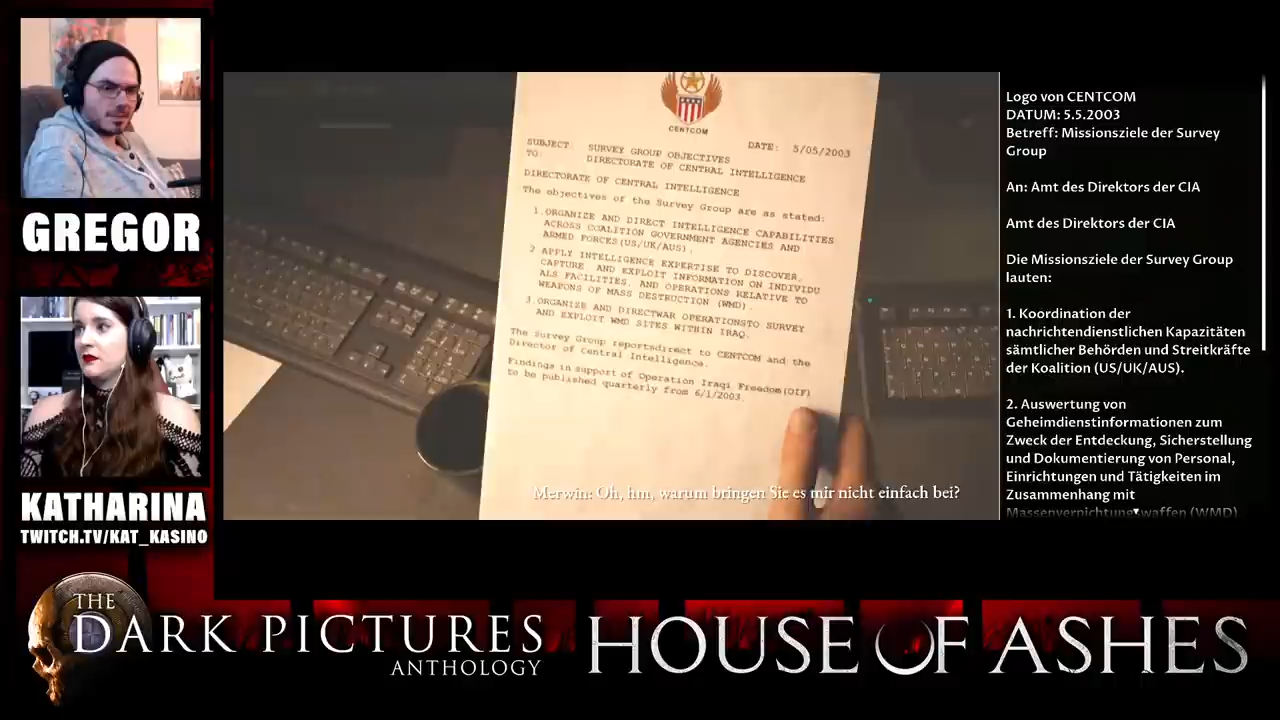 GREGOR
KATHARINA
TWITCH.TV/KAT_KASINO
CENTCOM
SUBJECT: SURVEY GROUP OBJECTIVES DATE: 5/05/2003
TO: DIRECTORATE OF CENTRAL INTELLIGENCE
DIRECTORATE OF CENTRAL INTELLIGENCE
The objectives of the Survey Group are as stated:
1.ORGANIZE AND DIRECT INTELLIGENCE CAPABILITIES
ACROSS COALITION GOVERNMENT AGENCIES AND
ARMED FORCES(US/UK/AUS).
2 APPLY INTELLIGENCE EXPERTISE TO DISCOVER,
CAPTURE AND EXPLOIT INFORMATION ON INDIVIDU
ALS FACILITIES, AND OPERATIONS RELATIVE TO
WEAPONS OF MASS DESTRUCTION (WMD).
3.ORGANIZE AND DIRECTWAR OPERATIONSTO SURVEY
AND EXPLOIT WMD SITES WITHIN IRAQ.
The Survey Group reportsdirect to CENTCOM and the
Director of Central Intelligence.
Findings in support of Operation Iraqi Freedom(OIF)
to be published quarterly from 6/1/2003.
Merwin: Oh, hm, warum bringen Sie es mir nicht einfach bei?
Logo von CENTCOM
DATUM: 5.5.2003
Betreff: Missionsziele der Survey
Group
An: Amt des Direktors der CIA
Amt des Direktors der CIA
Die Missionsziele der Survey Group
lauten:
1. Koordination der
nachrichtendienstlichen Kapazitäten
sämtlicher Behörden und Streitkräfte
der Koalition (US/UK/AUS).
2. Auswertung von
Geheimdienstinformationen zum
Zweck der Entdeckung, Sicherstellung
und Dokumentierung von Personal,
Einrichtungen und Tätigkeiten im
Zusammenhang mit
Massenvernichtungswaffen (WMD)
THE
DARK PICTURES
ANTHOLOGY
HOUSE OF ASHES